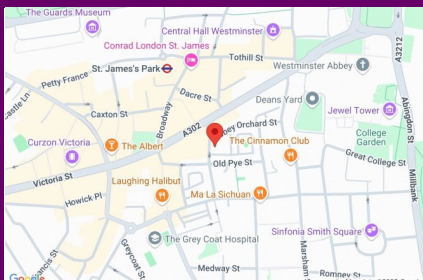 The Guards Museum
Central Hall Westminster
A3212
Conrad London St. James
Tothill St
St. James's Park
Westminster Abbey
Petty France
Dacre St
Deans Yard
Castle Ln
Caxton St
Broadway
A302
Jewel Tower
Abingdon St
bey Orchard St
College
Garden
Curzon Victoria
The Albert
The Cinnamon Club
Great College St
Millbank
Victoria St
Old Pye St
Laughing Halibut
Howick Pl
Ma La Sichuan
Sinfonia Smith Square
Francis St
Greycoat St
The Grey Coat Hospital
Marsham St
Medway St
Romney St
Google